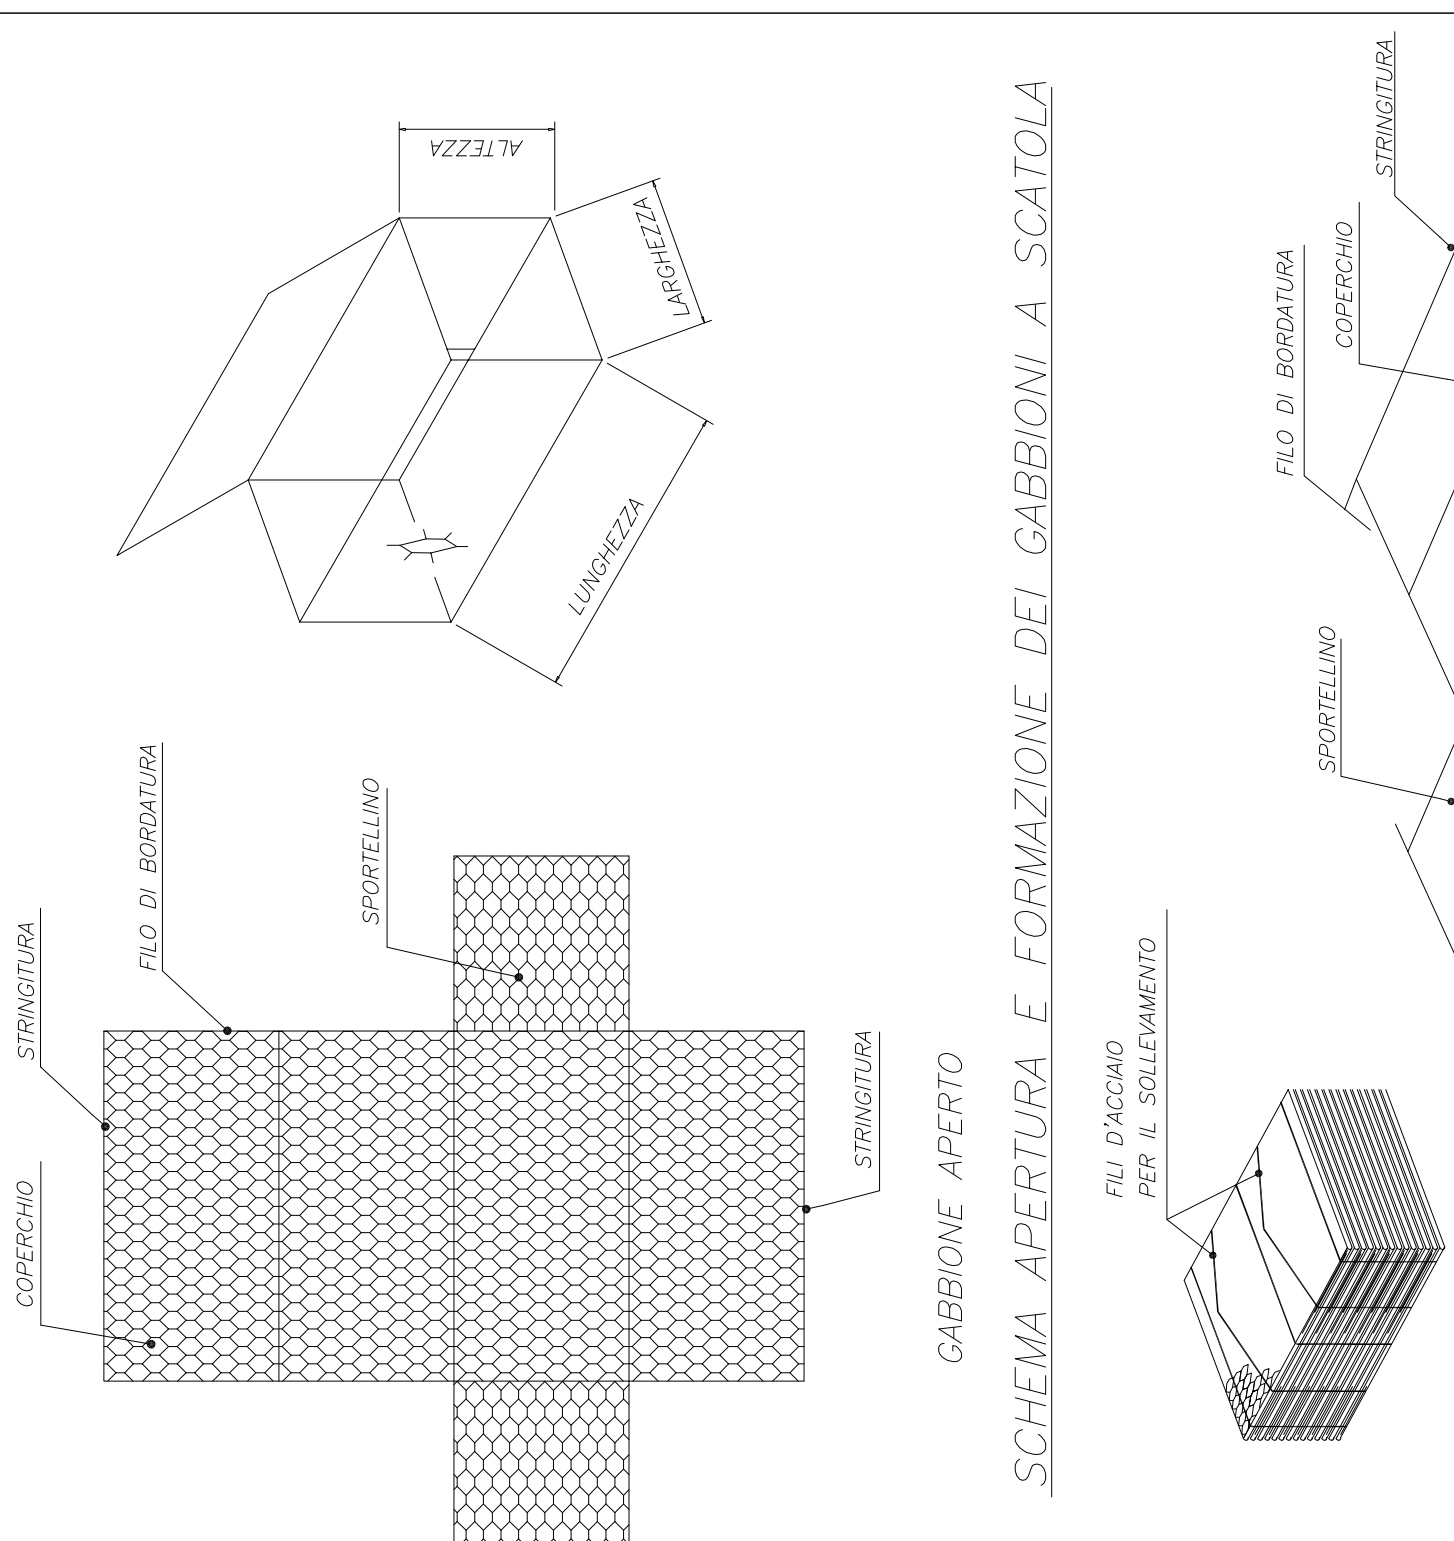 STRINGITURA
COPERCHIO
FILO DI BORDATURA
SPORTELLINO
STRINGITURA
GABBIONE APERTO
ALTEZZA
LARGHEZZA
LUNGHEZZA
SCHEMA APERTURA E FORMAZIONE DEI GABBIONI A SCATOLA
FILI D'ACCIAIO
PER IL SOLLEVAMENTO
SPORTELLINO
FILO DI BORDATURA
COPERCHIO
STRINGITURA